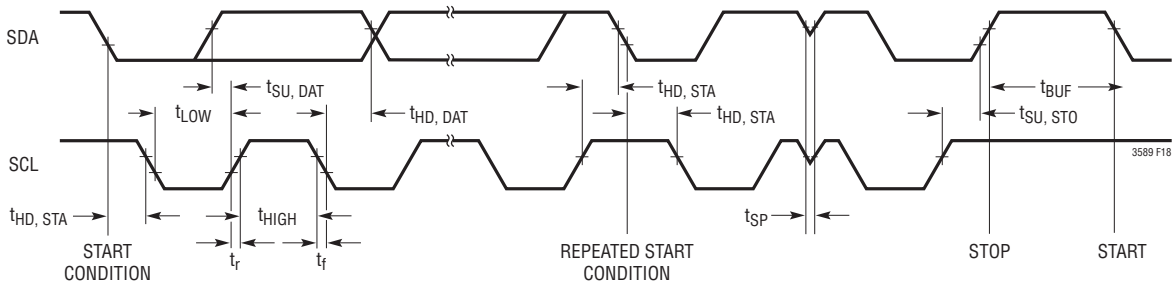 SDA
tSU, DAT
tHD, STA
tBUF
tLOW
tHD, DAT
tHD, STA
tSU, STO
SCL
3589 F18
tHD, STA
tHIGH
tSP
tr
tf
START
CONDITION
REPEATED START
CONDITION
STOP
START